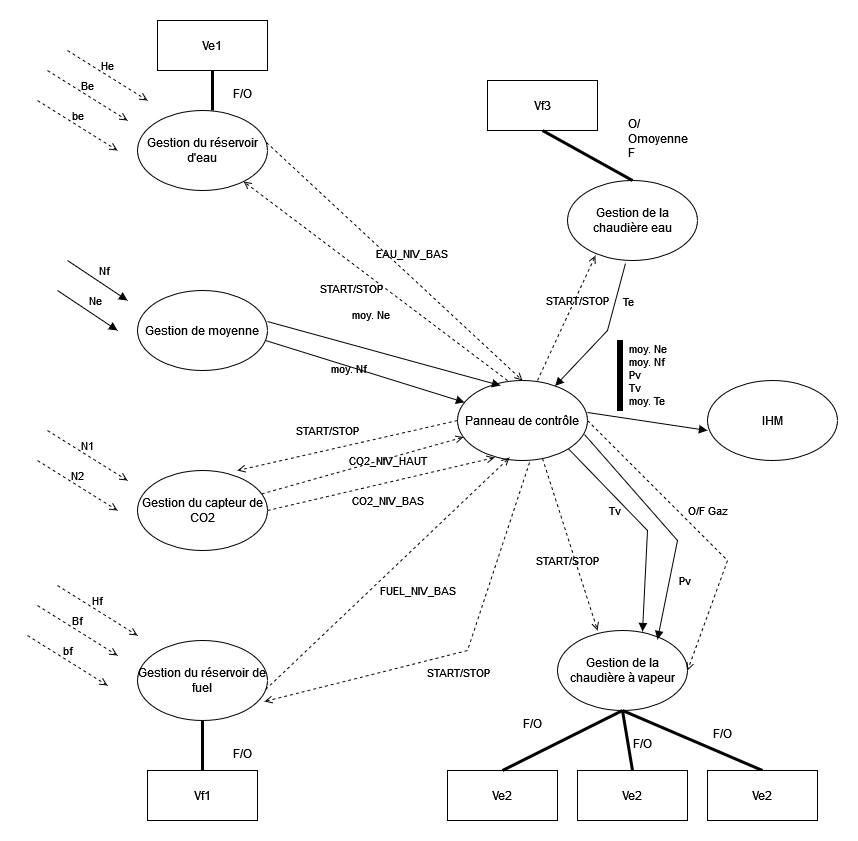 Ve1
He
Be
be
F/O
Gestion du réservoir
d'eau
Vf3
O/
Omoyenne
F
Gestion de la
chaudière eau
EAU_NIV_BAS
START/STOP
START/STOP
Te
Nf
Ne
Gestion de moyenne
moy. Ne
moy. Nf
moy. Ne
moy. Nf
Pv
Tv
moy. Te
Panneau de contrôle
IHM
START/STOP
N1
N2
CO2_NIV_HAUT
CO2_NIV_BAS
Gestion du capteur de
CO2
Tv
O/F Gaz
START/STOP
Pv
FUEL_NIV_BAS
Hf
Bf
bf
Gestion du réservoir de
fuel
START/STOP
Gestion de la
chaudière à vapeur
F/O
F/O
F/O
F/O
Vf1
Ve2
Ve2
Ve2